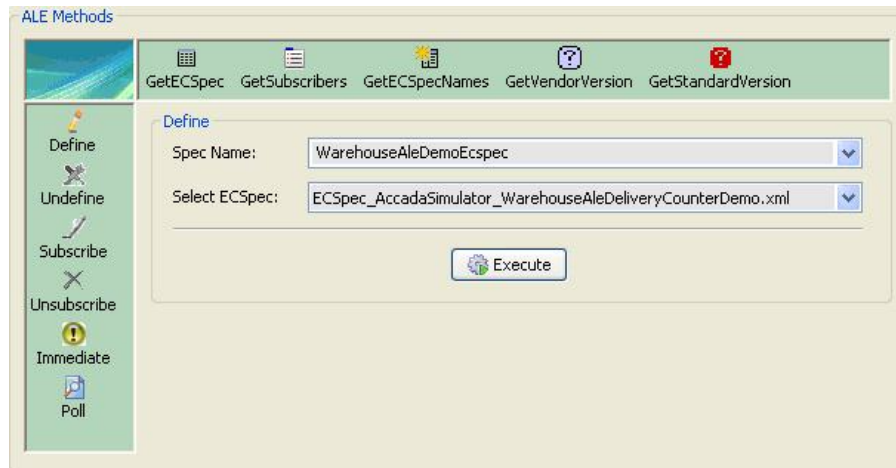 ALE Methods
GetECSpec GetSubscribers GetECSpecNames GetVendorVersion GetStandardVersion
Define
Undefine
Subscribe
Unsubscribe
Immediate
Poll
Define
Spec Name: WarehouseAleDemoEcspec
Select ECSpec: ECSpec_AccadaSimulator_WarehouseAleDeliveryCounterDemo.xml
Execute